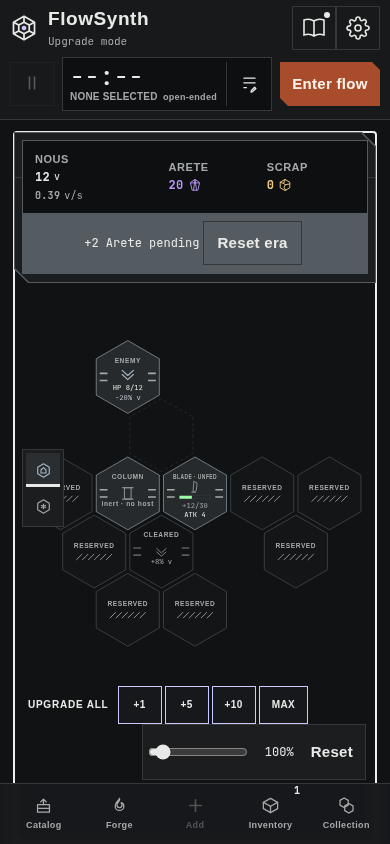 FlowSynth
Upgrade mode
--:--
NONE SELECTED open-ended
Enter flow
NOUS
12 v
0.39 v/s
ARETE
20
SCRAP
0
+2 Arete pending
Reset era
ENEMY
HP 8/12
-20% v
RVED
COLUMN
Inert · no host
BLADE · UNFED
+12/30
ATK 4
RESERVED
RESERVED
RESERVED
CLEARED
+8% v
RESERVED
RESERVED
RESERVED
UPGRADE ALL
+1
+5
+10
MAX
100%
Reset
1
Catalog
Forge
Add
Inventory
Collection